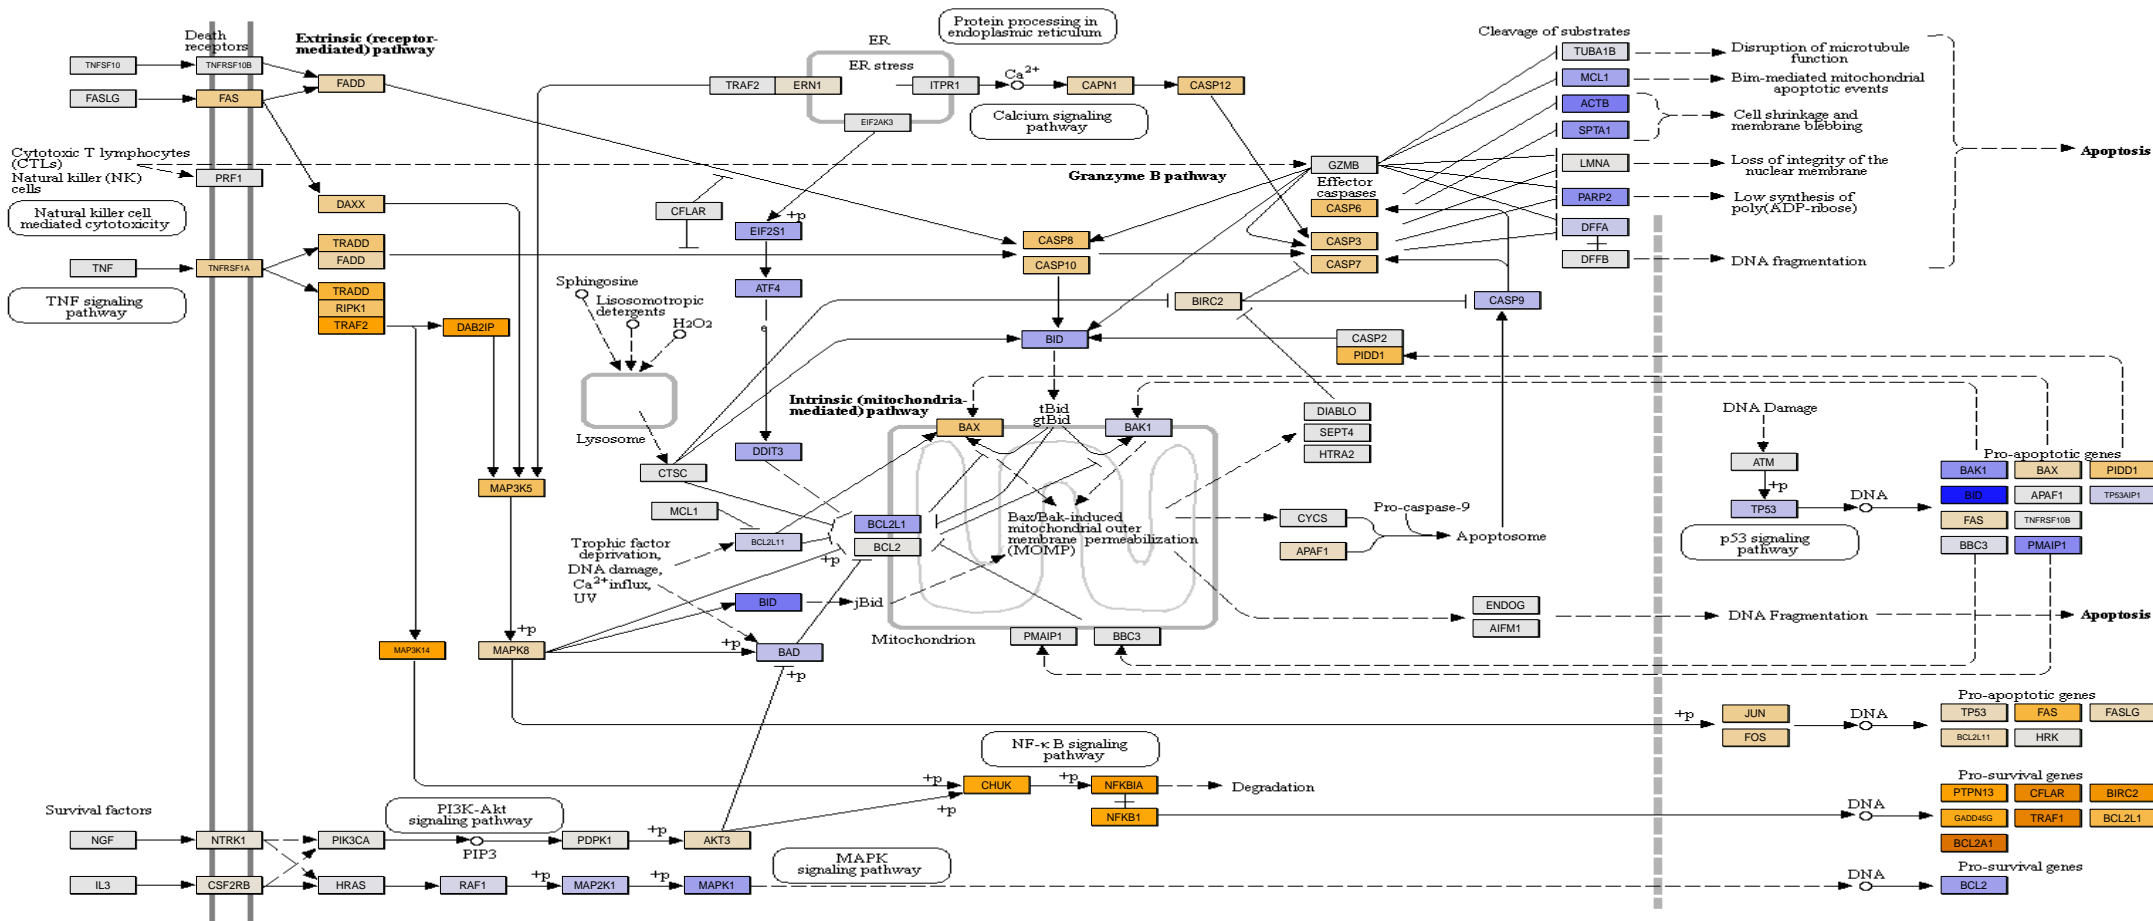 Protein processing in
endoplasmic reticulum
Death
receptors
Extrinsic (receptor-
mediated) pathway
ER
ER stress
Cleavage of substrates
TNFSF10
TNFRSF10B
FADD
TRAF2
ERN1
ITPR1
Ca2+
CAPN1
CASP12
TUBA1B
Disruption of microtubule
function
MCL1
Bim-mediated mitochondrial
apoptotic events
FASLG
FAS
EIF2AK3
Calcium signaling
pathway
ACTB
SPTA1
Cell shrinkage and
membrane blebbing
Cytotoxic T lymphocytes
(CTLs)
Natural killer (NK)
cells
PRF1
Granzyme B pathway
GZMB
LMNA
Loss of integrity of the
nuclear membrane
Apoptosis
Effector
caspases
CASP6
PARP2
Low synthesis of
poly(ADP-ribose)
Natural killer cell
mediated cytotoxicity
DAXX
CFLAR
+p
EIF2S1
DFFA
TRADD
FADD
CASP8
CASP10
CASP3
CASP7
DFFB
DNA fragmentation
TNF
TNFRSF1A
TNF signaling
pathway
TRADD
RIPK1
TRAF2
DAB2IP
Sphingosine
Lisosomotropic
detergents
H2O2
ATF4
e
BIRC2
CASP9
BID
CASP2
PIDD1
Lysosome
Intrinsic (mitochondria-
mediated) pathway
tBid
gtBid
BAX
BAK1
DIABLO
SEPT4
HTRA2
DNA Damage
ATM
+p
TP53
DNA
p53 signaling
pathway
Pro-apoptotic genes
BAK1
BAX
PIDD1
BID
APAF1
TP53AIP1
FAS
TNFRSF10B
BBC3
PMAIP1
DDIT3
CTSC
MAP3K5
MCL1
BCL2L11
BCL2L1
BCL2
+p
Bax/Bak-induced
mitochondrial outer
membrane permeabilization
(MOMP)
CYCS
APAF1
Pro-caspase-9
Apoptosome
Trophic factor
deprivation,
DNA damage,
Ca2+influx,
UV
BID
jBid
ENDOG
AIFM1
DNA Fragmentation
Apoptosis
Mitochondrion
PMAIP1
BBC3
+p
MAP3K14
MAPK8
+p
BAD
+p
Pro-apoptotic genes
+p
JUN
FOS
DNA
TP53
FAS
FASLG
BCL2L11
HRK
NF-κ B signaling
pathway
+p
CHUK
+p
NFKBIA
Degradation
+p
NFKB1
DNA
Pro-survival genes
PTPN13
CFLAR
BIRC2
GADD45G
TRAF1
BCL2L1
BCL2A1
Survival factors
PI3K-Akt
signaling pathway
NGF
NTRK1
PIK3CA
PIP3
PDPK1
+p
AKT3
MAPK
signaling pathway
IL3
CSF2RB
HRAS
RAF1
+p
MAP2K1
+p
MAPK1
DNA
Pro-survival genes
BCL2